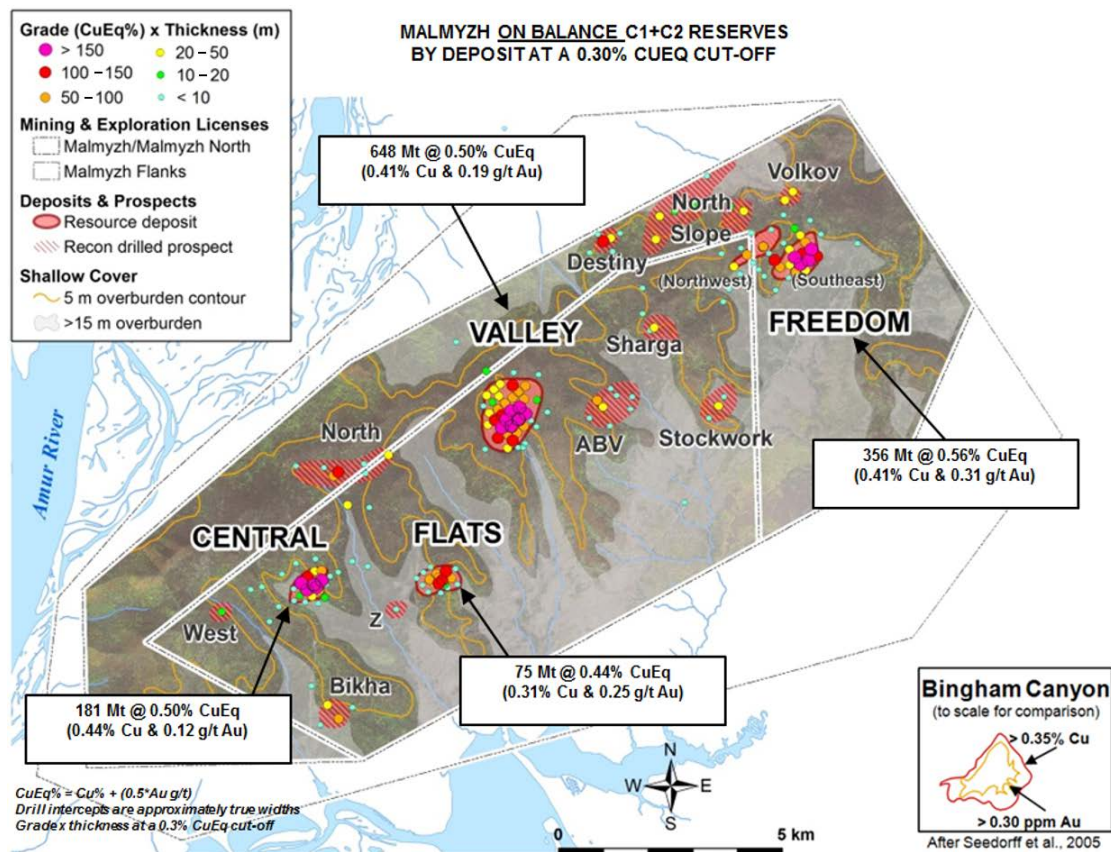 MALMYZH ON BALANCE C1+C2 RESERVES
BY DEPOSIT AT A 0.30% CUEQ CUT-OFF
Grade (CuEq%) x Thickness (m)
> 150
100 – 150
50 – 100
20 – 50
10 – 20
< 10
Mining & Exploration Licenses
Malmyzh/Malmyzh North
Malmyzh Flanks
Deposits & Prospects
Resource deposit
Recon drilled prospect
Shallow Cover
5 m overburden contour
>15 m overburden
648 Mt @ 0.50% CuEq
(0.41% Cu & 0.19 g/t Au)
Volkov
North
Slope
Destiny
(Northwest)
(Southeast)
VALLEY
FREEDOM
Sharga
ABV
Stockwork
North
Amur River
356 Mt @ 0.56% CuEq
(0.41% Cu & 0.31 g/t Au)
CENTRAL
FLATS
West
Z
Bikha
75 Mt @ 0.44% CuEq
(0.31% Cu & 0.25 g/t Au)
181 Mt @ 0.50% CuEq
(0.44% Cu & 0.12 g/t Au)
Bingham Canyon
(to scale for comparison)
> 0.35% Cu
> 0.30 ppm Au
After Seedorff et al., 2005
N
W
E
S
0
5 km
CuEq% = Cu% + (0.5*Au g/t)
Drill intercepts are approximately true widths
Grade x thickness at a 0.3% CuEq cut-off